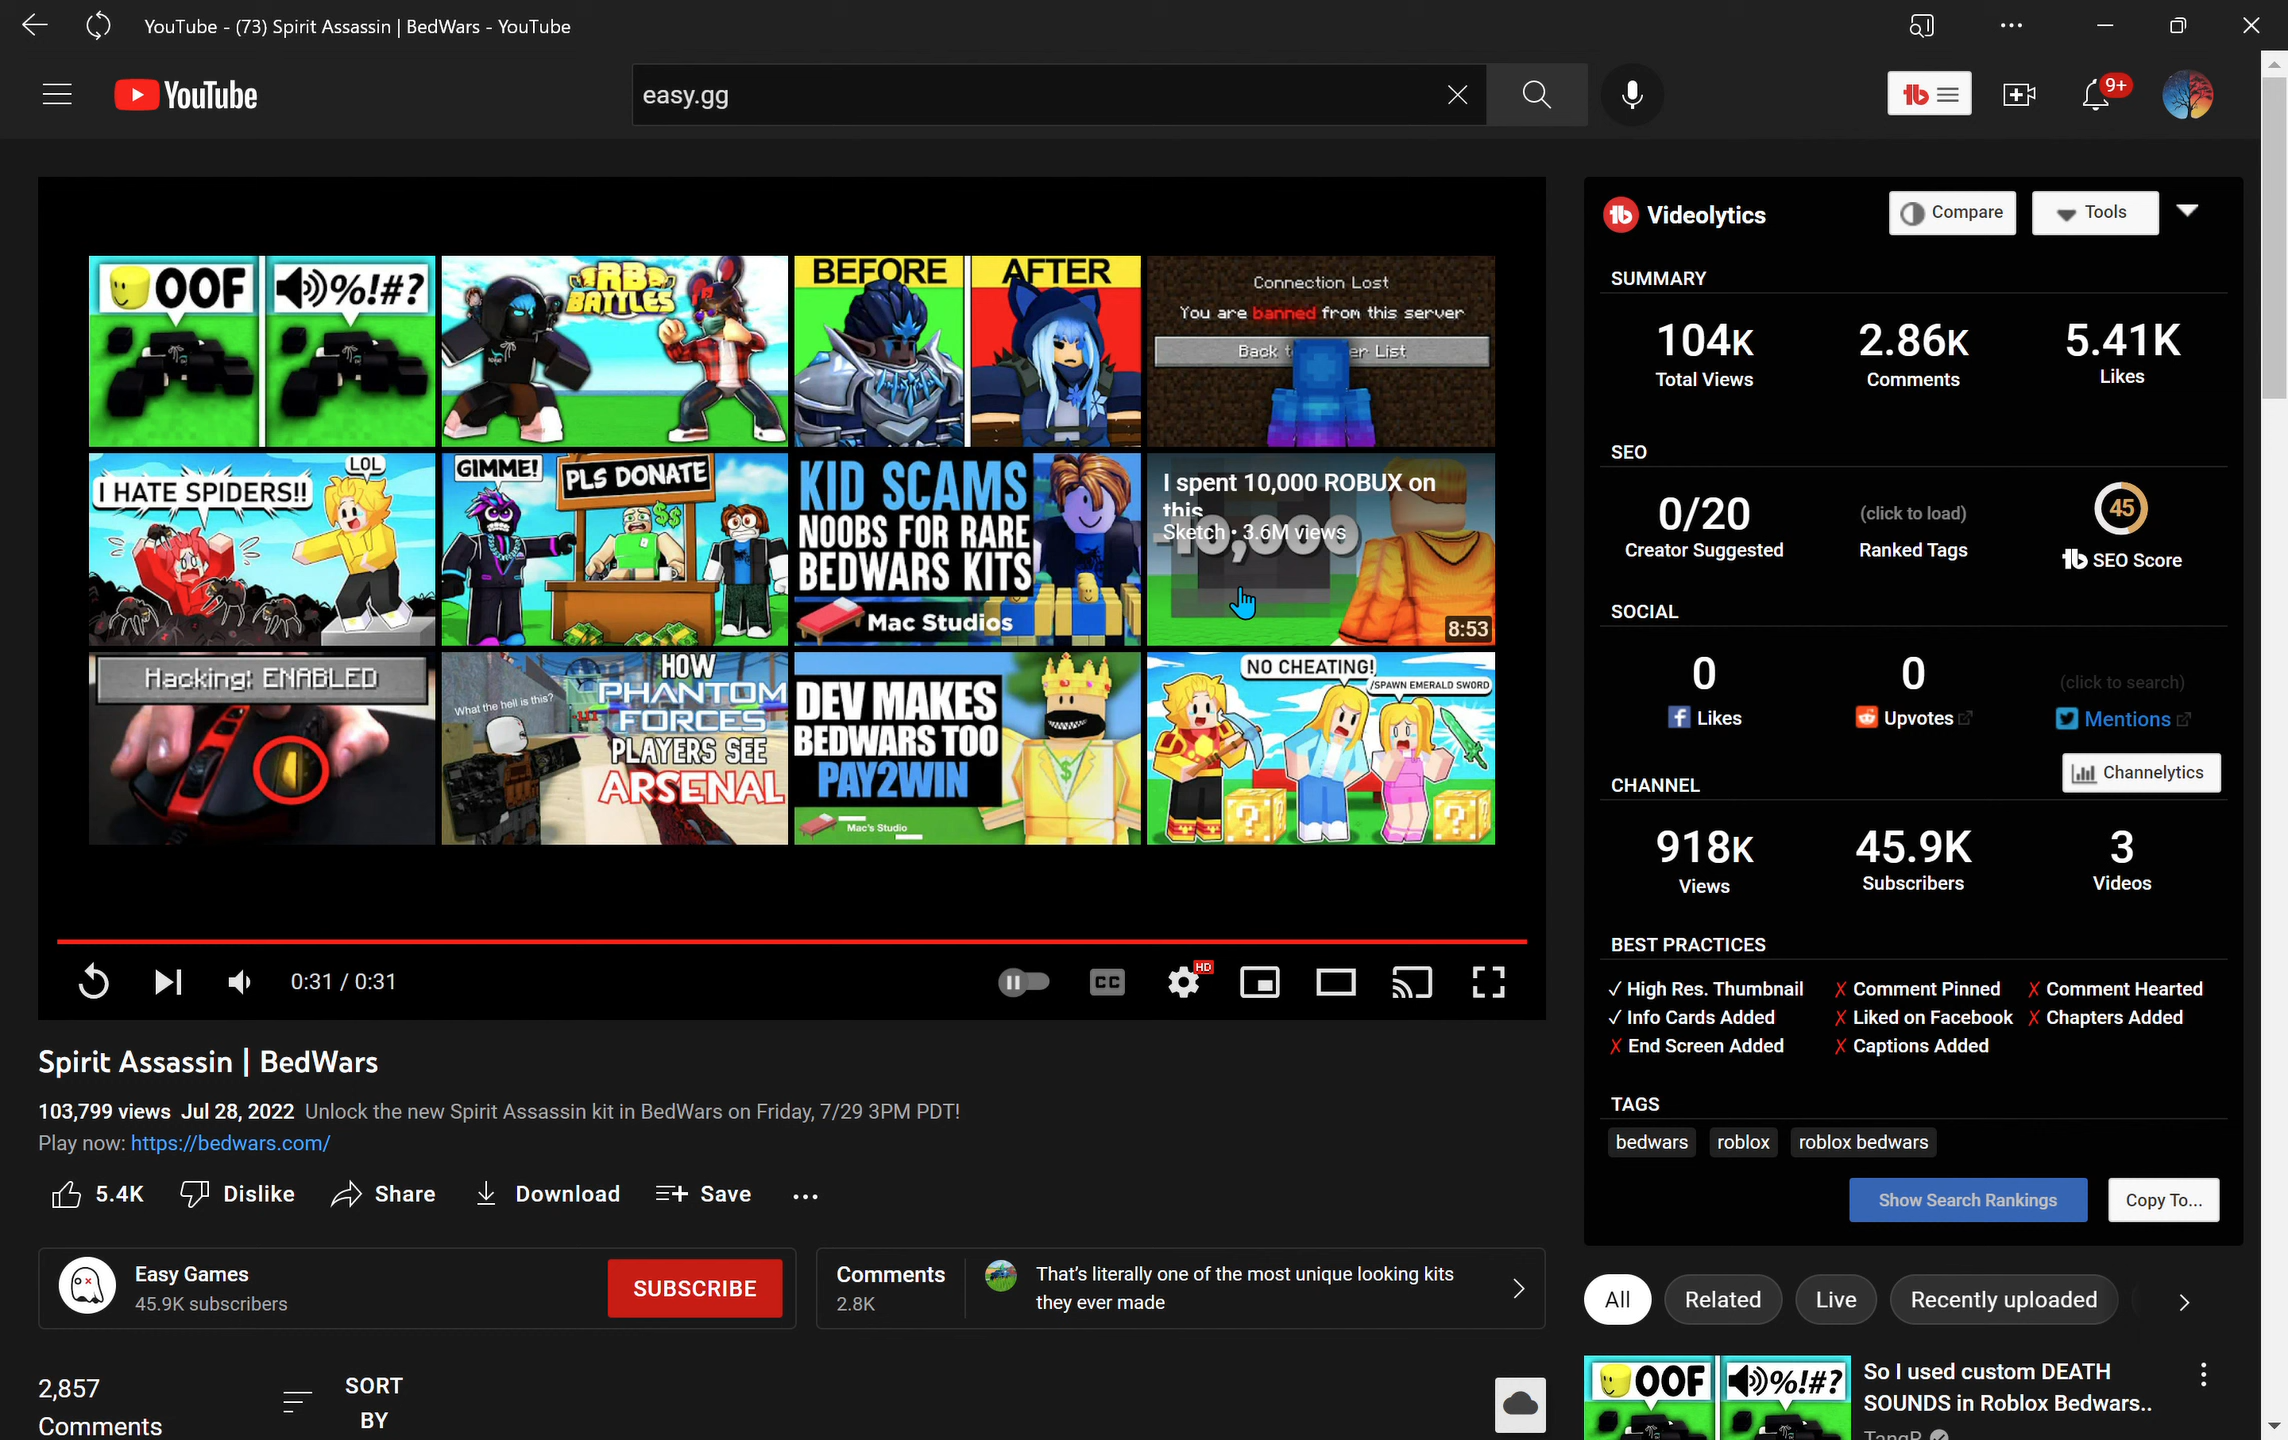 YouTube - (73) Spirit Assassin | BedWars - YouTube
YouTube
easy.gg
9+
OOF
%!#?
RB BATTLES
BEFORE
AFTER
Connection Lost
You are banned from this server
Back t er List
I HATE SPIDERS!!
LOL
GIMME!
PLS DONATE
KID SCAMS
NOOBS FOR RARE
BEDWARS KITS
Mac Studios
I spent 10,000 ROBUX on
this
Sketch • 3.6M views
-10,000
8:53
Hacking: ENABLED
What the hell is this?
HOW
PHANTOM
FORCES
PLAYERS SEE
ARSENAL
DEV MAKES
BEDWARS TOO
PAY2WIN
Mac's Studio
NO CHEATING!
/SPAWN EMERALD SWORD
0:31 / 0:31
CC
HD
Spirit Assassin | BedWars
103,799 views Jul 28, 2022 Unlock the new Spirit Assassin kit in BedWars on Friday, 7/29 3PM PDT!
Play now: https://bedwars.com/
5.4K Dislike Share Download Save ...
Easy Games
45.9K subscribers
SUBSCRIBE
Comments
2.8K
That's literally one of the most unique looking kits
they ever made
2,857
Comments
SORT
BY
Videolytics
Compare
Tools
SUMMARY
104K 2.86K 5.41K
Total Views Comments Likes
SEO
0/20 (click to load) 45
Creator Suggested Ranked Tags SEO Score
SOCIAL
0 0 (click to search)
Likes Upvotes Mentions
CHANNEL
Channelytics
918K 45.9K 3
Views Subscribers Videos
BEST PRACTICES
✓ High Res. Thumbnail ✗ Comment Pinned ✗ Comment Hearted
✓ Info Cards Added ✗ Liked on Facebook ✗ Chapters Added
✗ End Screen Added ✗ Captions Added
TAGS
bedwars roblox roblox bedwars
Show Search Rankings Copy To...
All Related Live Recently uploaded
OOF
%!#?
So I used custom DEATH
SOUNDS in Roblox Bedwars..